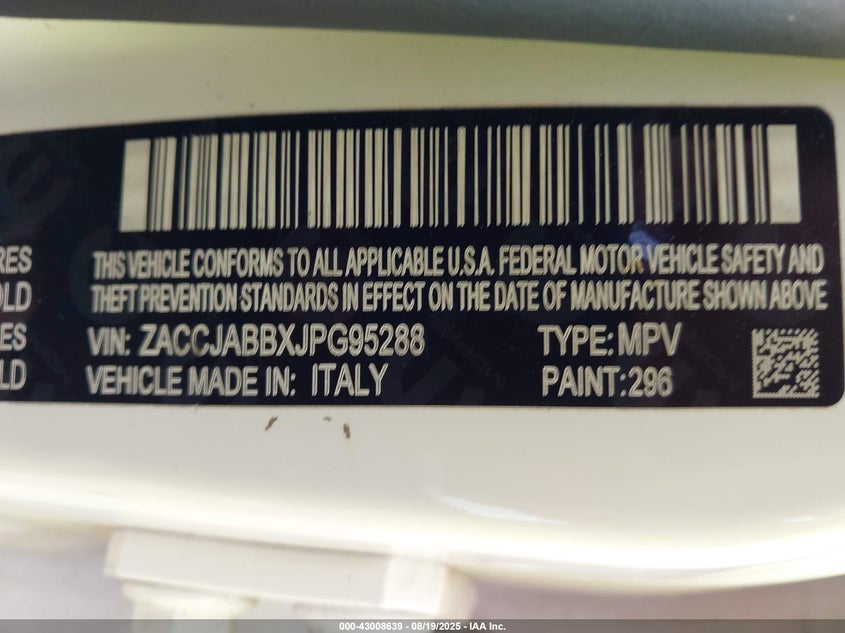 RES
THIS VEHICLE CONFORMS TO ALL APPLICABLE U.S.A. FEDERAL MOTOR VEHICLE SAFETY AND
OLD
THEFT PREVENTION STANDARDS IN EFFECT ON THE DATE OF MANUFACTURE SHOWN ABOVE
ES
VIN: ZACCJABBXJPG95288 TYPE: MPV
LD
VEHICLE MADE IN: ITALY PAINT: 296
000-43008639 - 08/19/2025 - IAA Inc.